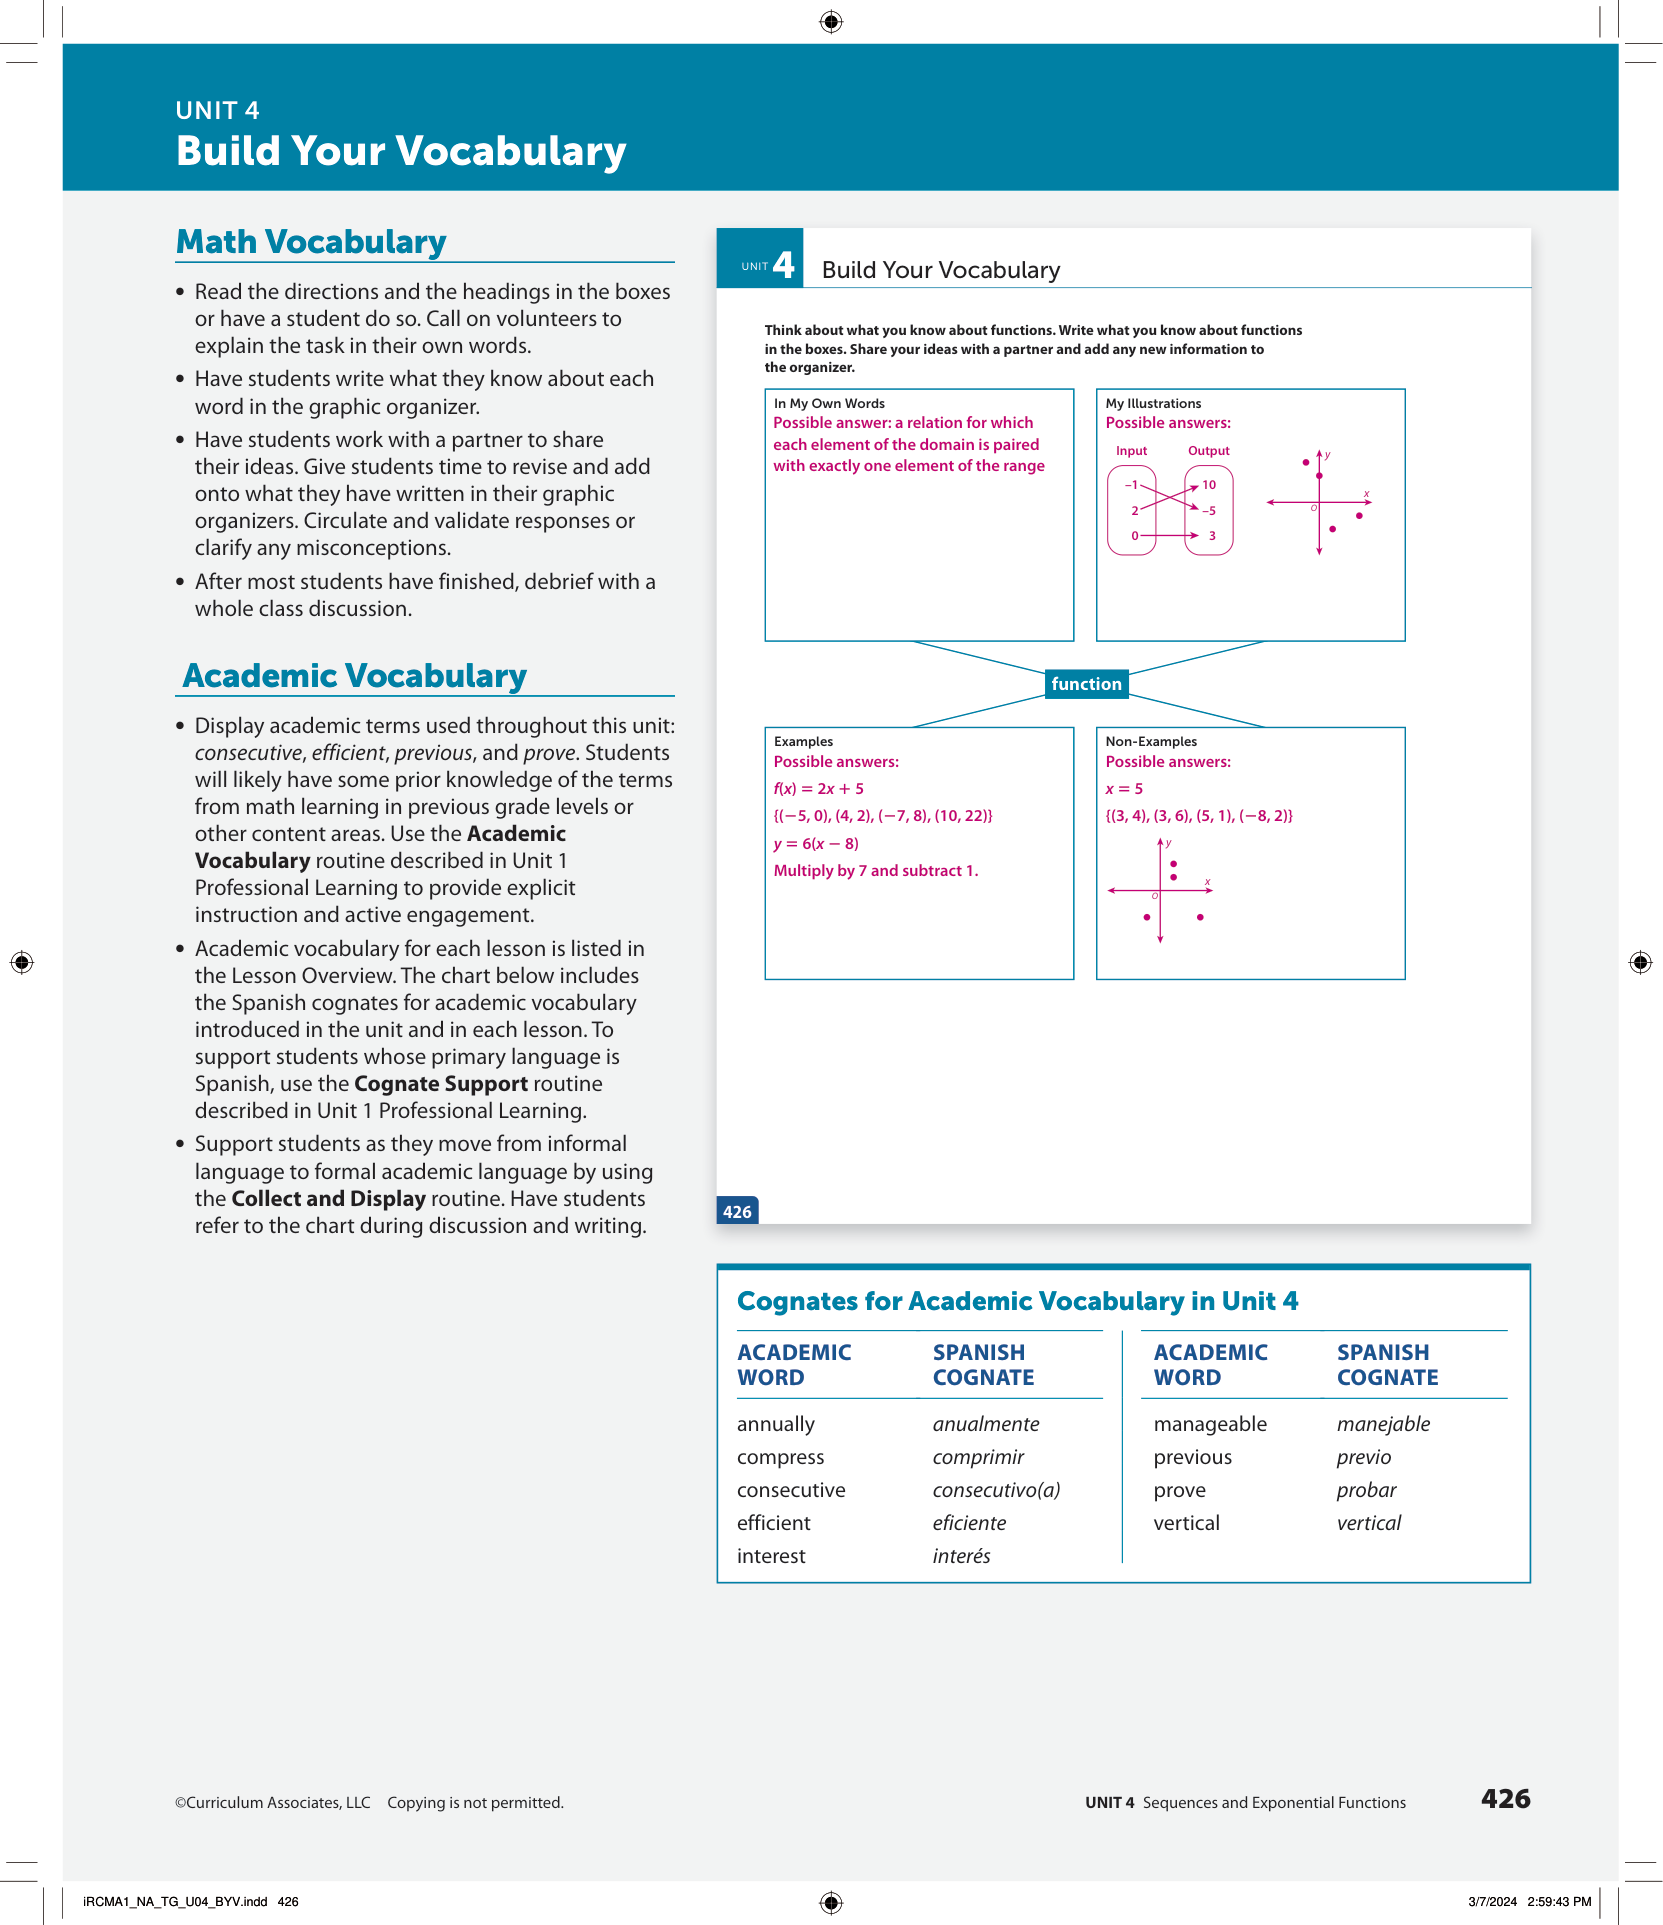 UNIT 4
Build Your Vocabulary
Math Vocabulary
• Read the directions and the headings in the boxes
or have a student do so. Call on volunteers to
explain the task in their own words.
• Have students write what they know about each
word in the graphic organizer.
• Have students work with a partner to share
their ideas. Give students time to revise and add
onto what they have written in their graphic
organizers. Circulate and validate responses or
clarify any misconceptions.
• After most students have finished, debrief with a
whole class discussion.
Academic Vocabulary
• Display academic terms used throughout this unit:
consecutive, efficient, previous, and prove. Students
will likely have some prior knowledge of the terms
from math learning in previous grade levels or
other content areas. Use the Academic
Vocabulary routine described in Unit 1
Professional Learning to provide explicit
instruction and active engagement.
• Academic vocabulary for each lesson is listed in
the Lesson Overview. The chart below includes
the Spanish cognates for academic vocabulary
introduced in the unit and in each lesson. To
support students whose primary language is
Spanish, use the Cognate Support routine
described in Unit 1 Professional Learning.
• Support students as they move from informal
language to formal academic language by using
the Collect and Display routine. Have students
refer to the chart during discussion and writing.
UNIT 4 Build Your Vocabulary
Think about what you know about functions. Write what you know about functions
in the boxes. Share your ideas with a partner and add any new information to
the organizer.
In My Own Words
Possible answer: a relation for which
each element of the domain is paired
with exactly one element of the range
My Illustrations
Possible answers:
Input Output
–1 10
2 –5
0 3
y
x
O
function
Examples
Possible answers:
f(x) = 2x + 5
{(−5, 0), (4, 2), (−7, 8), (10, 22)}
y = 6(x − 8)
Multiply by 7 and subtract 1.
Non-Examples
Possible answers:
x = 5
{(3, 4), (3, 6), (5, 1), (−8, 2)}
y
x
O
426
Cognates for Academic Vocabulary in Unit 4
ACADEMIC SPANISH ACADEMIC SPANISH
WORD COGNATE WORD COGNATE
annually anualmente manageable manejable
compress comprimir previous previo
consecutive consecutivo(a) prove probar
efficient eficiente vertical vertical
interest interés
©Curriculum Associates, LLC Copying is not permitted.
UNIT 4 Sequences and Exponential Functions 426
iRCMA1_NA_TG_U04_BYV.indd 426 3/7/2024 2:59:43 PM